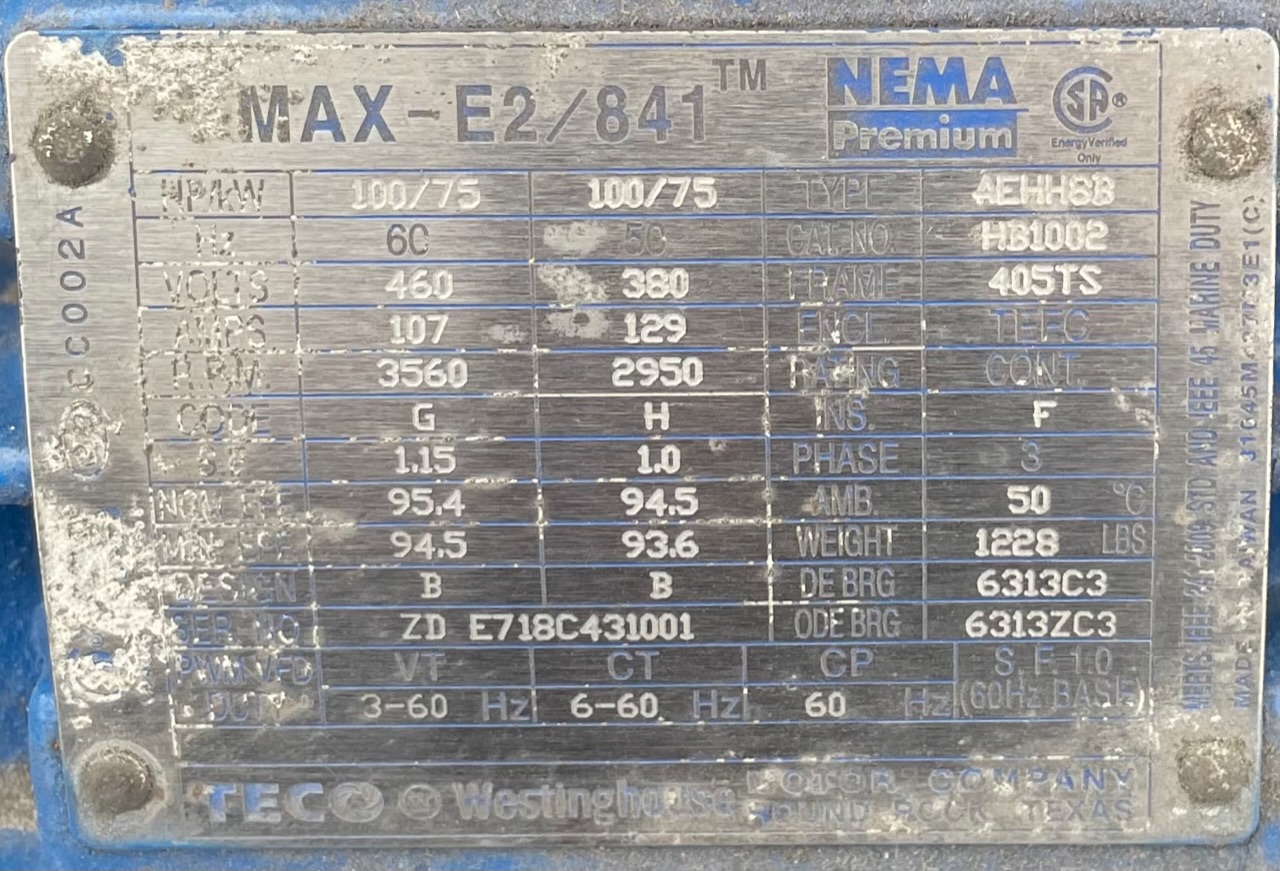 MAX-E2/841™ NEMA Premium SA® Energy Verified Only
HP/kW 100/75 100/75 TYPE AEHH8B
Hz 60 50 CAT. NO. HB1002
VOLTS 460 380 FRAME 405TS
AMPS 107 129 ENCL. TEFC
R.P.M. 3560 2950 RATING CONT.
CODE G H INS. F
S.F. 1.15 1.0 PHASE 3
NOM. EFF. 95.4 94.5 AMB. 50 °C
MIN. EFF. 94.5 93.6 WEIGHT 1228 LBS
DESIGN B B DE BRG 6313C3
SER. NO. ZD E718C431001 ODE BRG 6313ZC3
PWM VFD VT CT CP S.F. 1.0
DUTY 3-60 Hz 6-60 Hz 60 Hz (60Hz BASE)
TECO Westinghouse MOTOR COMPANY
ROUND ROCK, TEXAS
CC002A
MEETS IEEE 841-2009 STD AND IEEE 45 MARINE DUTY
MADE IN TAIWAN